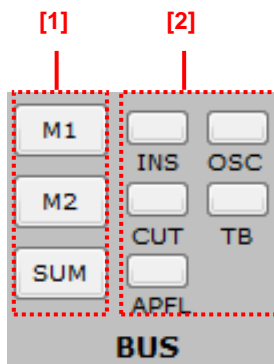 [1] [2]
M1
INS OSC
M2
CUT TB
SUM
APFL
BUS